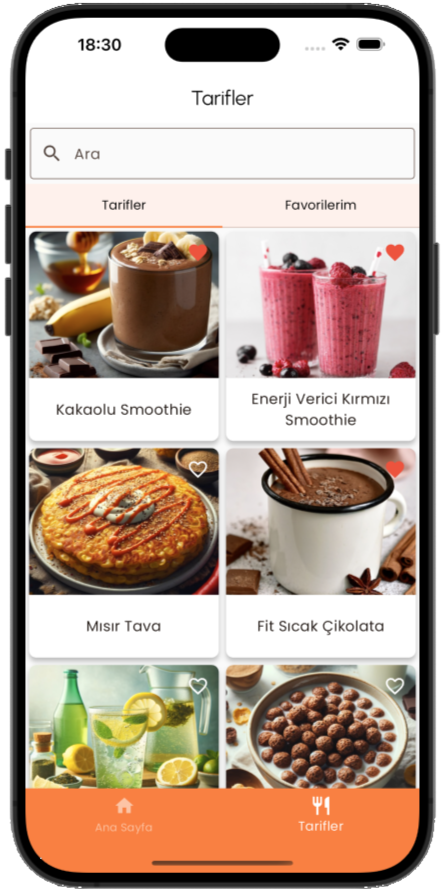 18:30
Tarifler
Ara
Tarifler
Favorilerim
Kakaolu Smoothie
Enerji Verici Kırmızı
Smoothie
Mısır Tava
Fit Sıcak Çikolata
Ana Sayfa
Tarifler